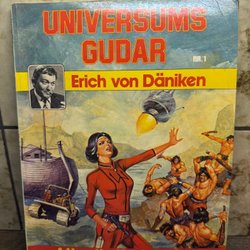 UNIVERSUMS
GUDAR
NR. 1
Erich von Däniken